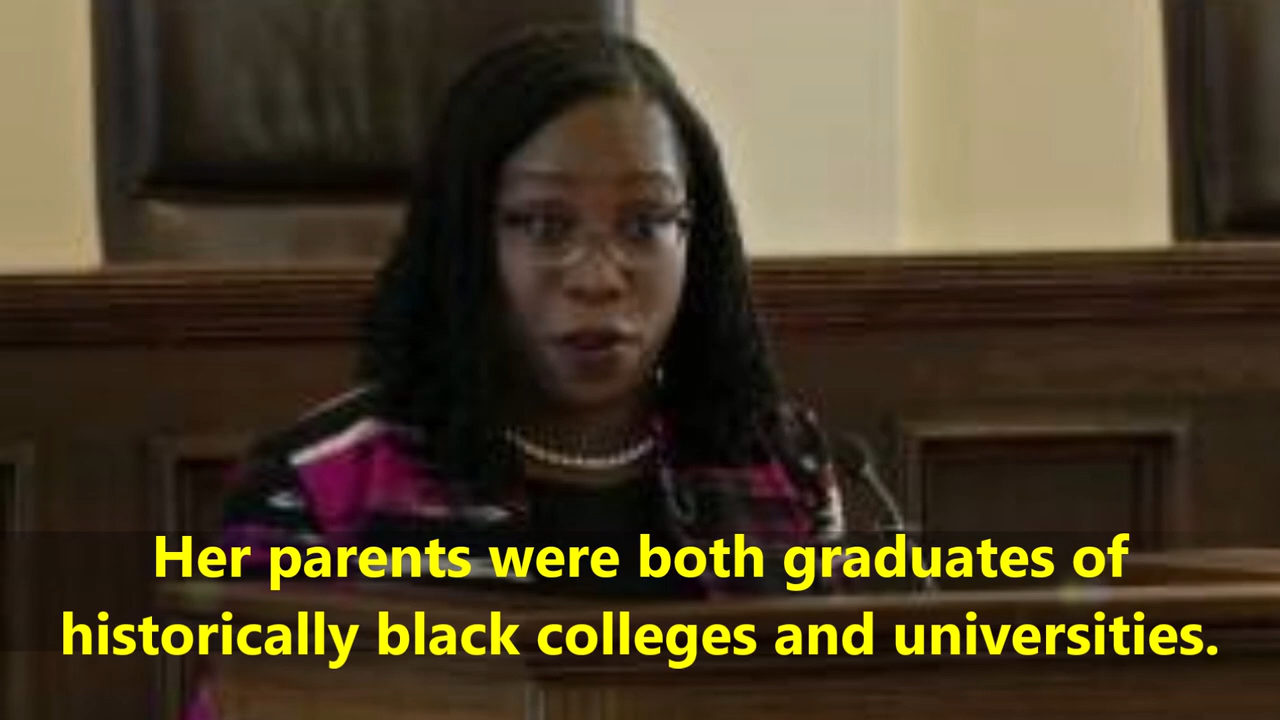 Her parents were both graduates of
historically black colleges and universities.